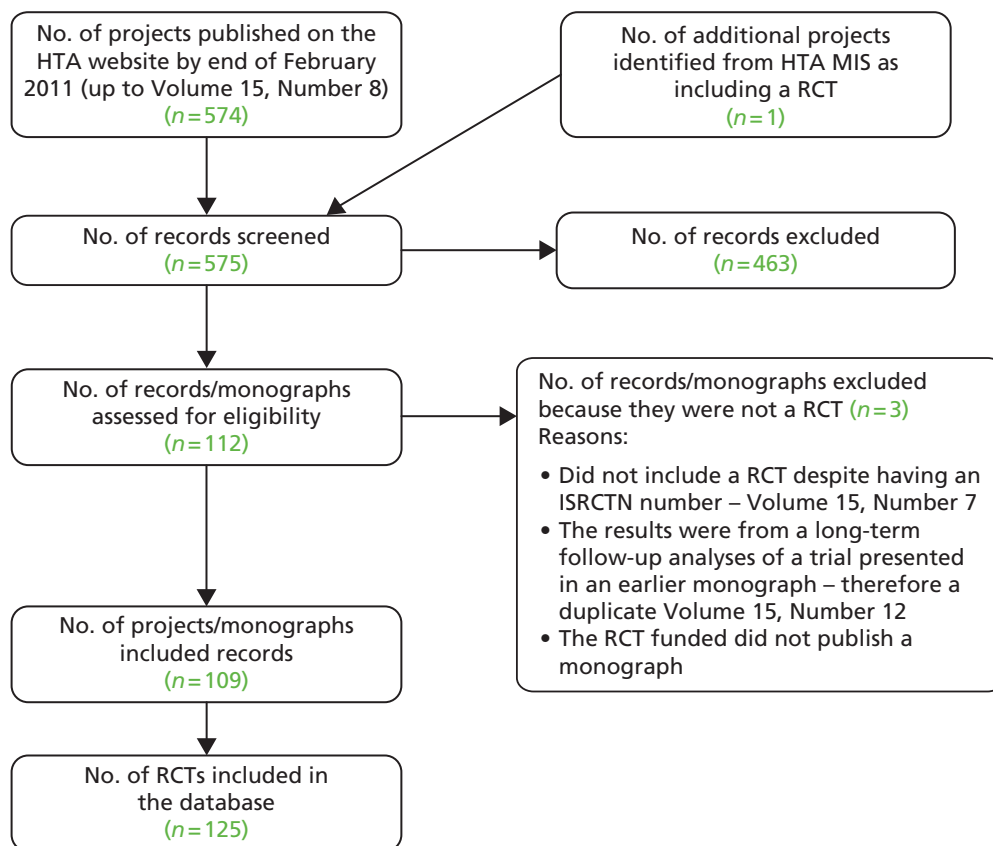 No. of projects published on the
HTA website by end of February
2011 (up to Volume 15, Number 8)
(n=574)
No. of additional projects
identified from HTA MIS as
including a RCT
(n=1)
No. of records screened
(n=575)
No. of records excluded
(n=463)
No. of records/monographs
assessed for eligibility
(n=112)
No. of records/monographs excluded
because they were not a RCT (n=3)
Reasons:
• Did not include a RCT despite having an
ISRCTN number – Volume 15, Number 7
• The results were from a long-term
follow-up analyses of a trial presented
in an earlier monograph – therefore a
duplicate Volume 15, Number 12
• The RCT funded did not publish a
monograph
No. of projects/monographs
included records
(n=109)
No. of RCTs included in
the database
(n=125)